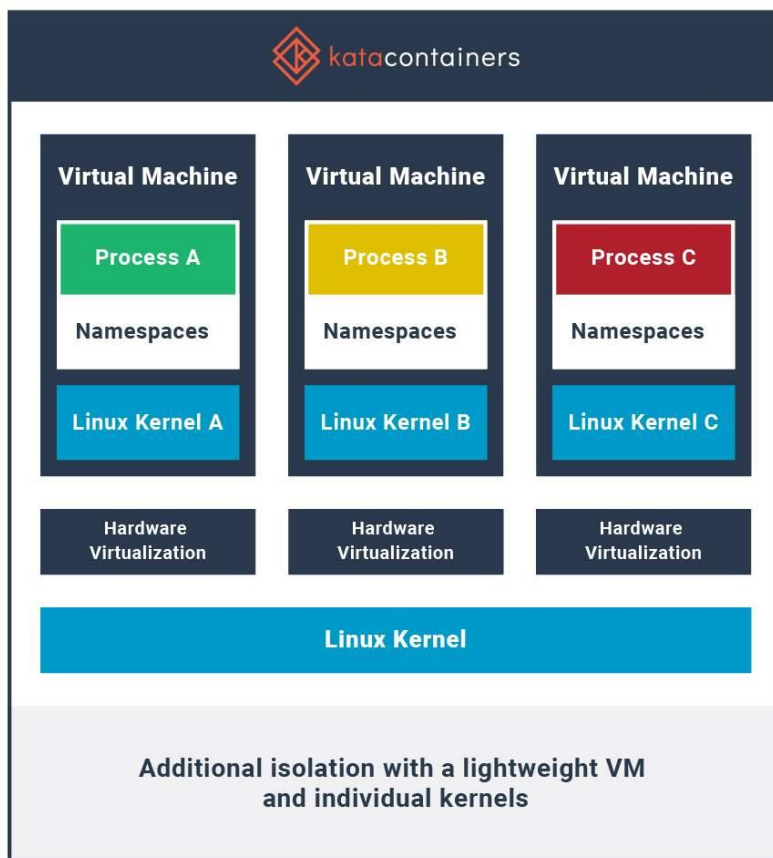 katacontainers
Virtual Machine
Process A
Namespaces
Linux Kernel A
Virtual Machine
Process B
Namespaces
Linux Kernel B
Virtual Machine
Process C
Namespaces
Linux Kernel C
Hardware
Virtualization
Hardware
Virtualization
Hardware
Virtualization
Linux Kernel
Additional isolation with a lightweight VM
and individual kernels